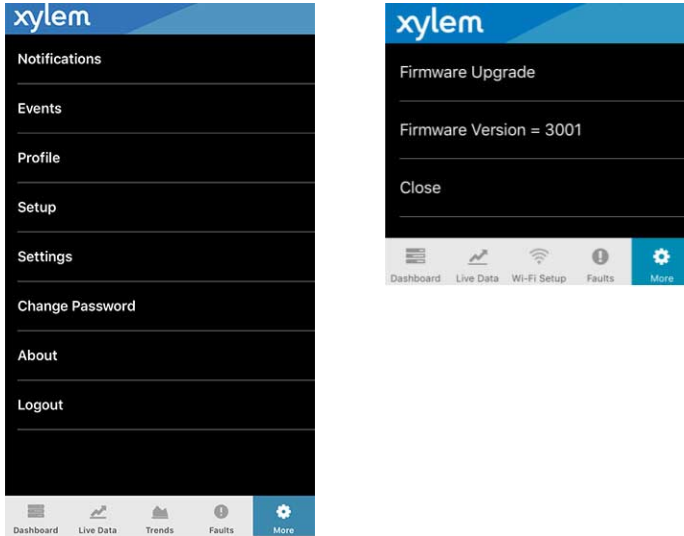 xylem
Notifications
Events
Profile
Setup
Settings
Change Password
About
Logout
Dashboard Live Data Trends Faults More
xylem
Firmware Upgrade
Firmware Version = 3001
Close
Dashboard Live Data Wi-Fi Setup Faults More